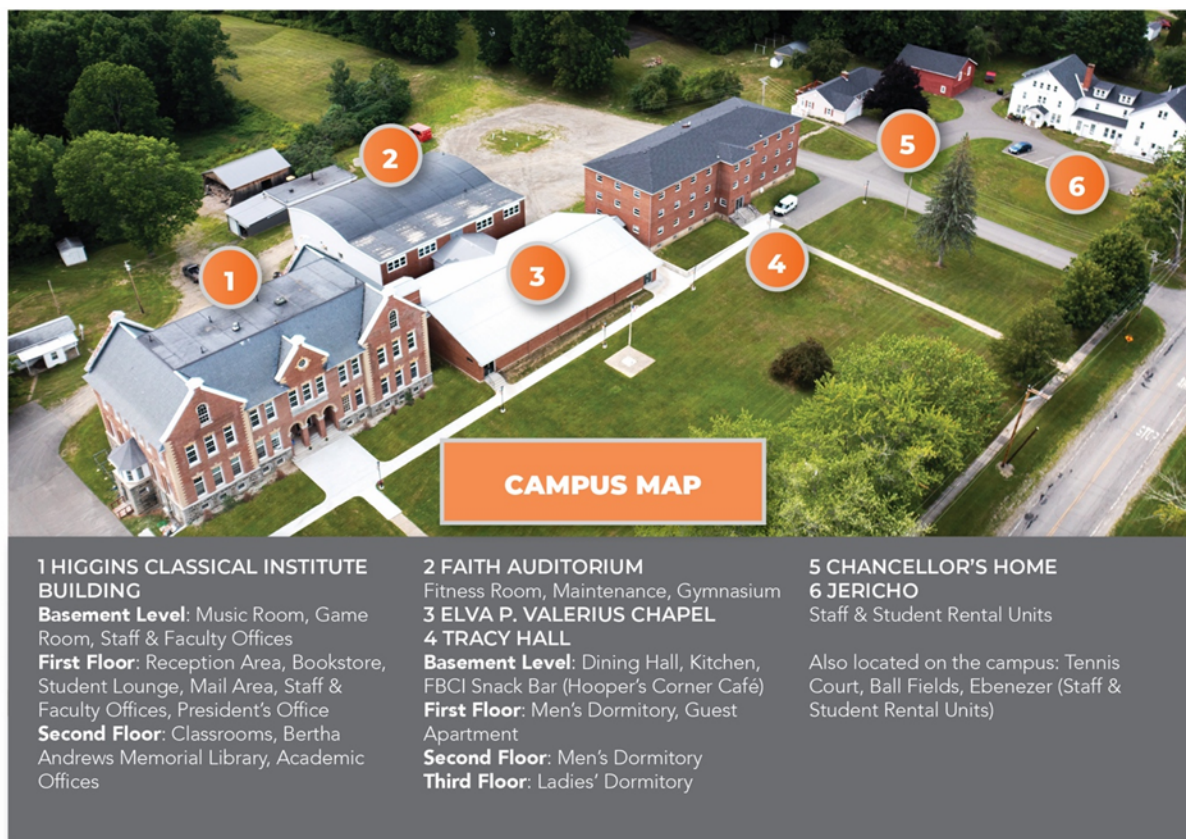 1
2
3
4
5
6
STOP
CAMPUS MAP
1 HIGGINS CLASSICAL INSTITUTE
BUILDING
Basement Level: Music Room, Game
Room, Staff & Faculty Offices
First Floor: Reception Area, Bookstore,
Student Lounge, Mail Area, Staff &
Faculty Offices, President's Office
Second Floor: Classrooms, Bertha
Andrews Memorial Library, Academic
Offices
2 FAITH AUDITORIUM
Fitness Room, Maintenance, Gymnasium
3 ELVA P. VALERIUS CHAPEL
4 TRACY HALL
Basement Level: Dining Hall, Kitchen,
FBCI Snack Bar (Hooper's Corner Café)
First Floor: Men's Dormitory, Guest
Apartment
Second Floor: Men's Dormitory
Third Floor: Ladies' Dormitory
5 CHANCELLOR'S HOME
6 JERICHO
Staff & Student Rental Units
Also located on the campus: Tennis
Court, Ball Fields, Ebenezer (Staff &
Student Rental Units)